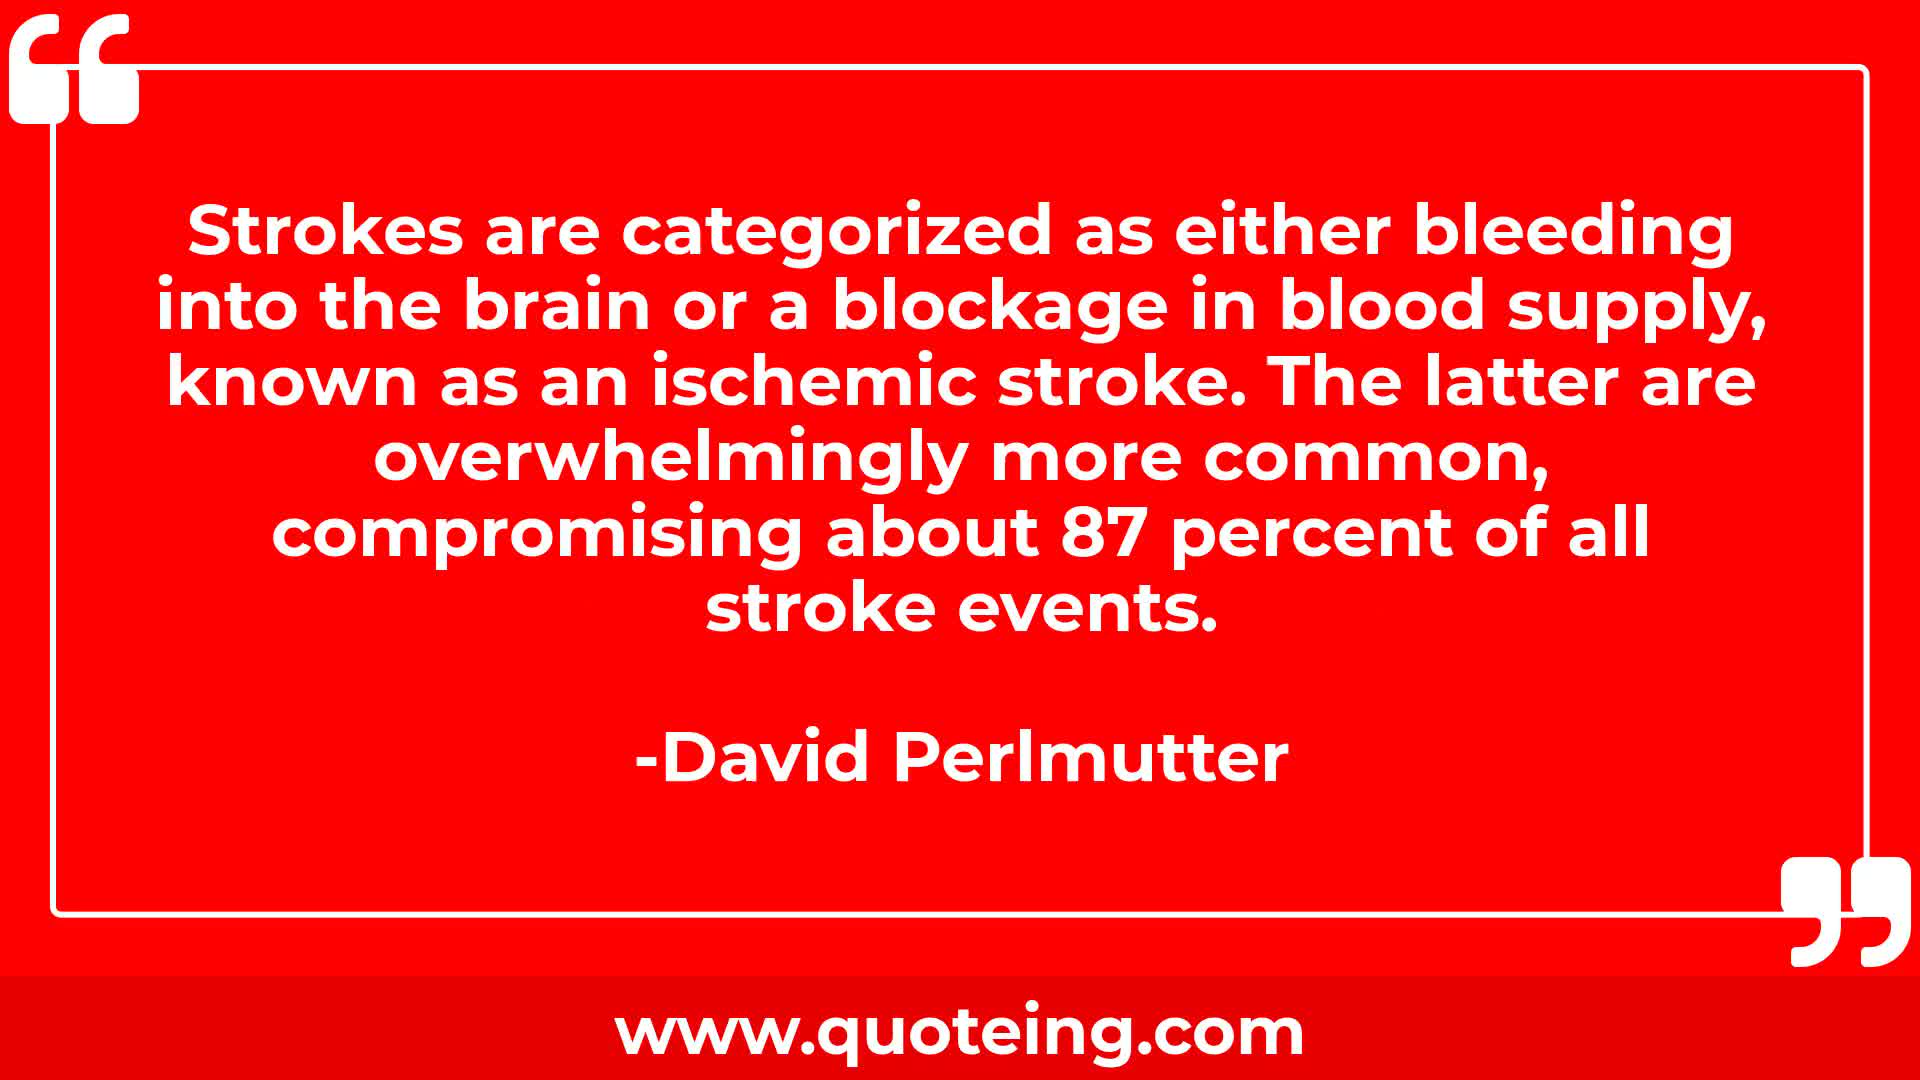 Strokes are categorized as either bleeding
into the brain or a blockage in blood supply,
known as an ischemic stroke. The latter are
overwhelmingly more common,
compromising about 87 percent of all
stroke events.
-David Perlmutter
www.quoteing.com